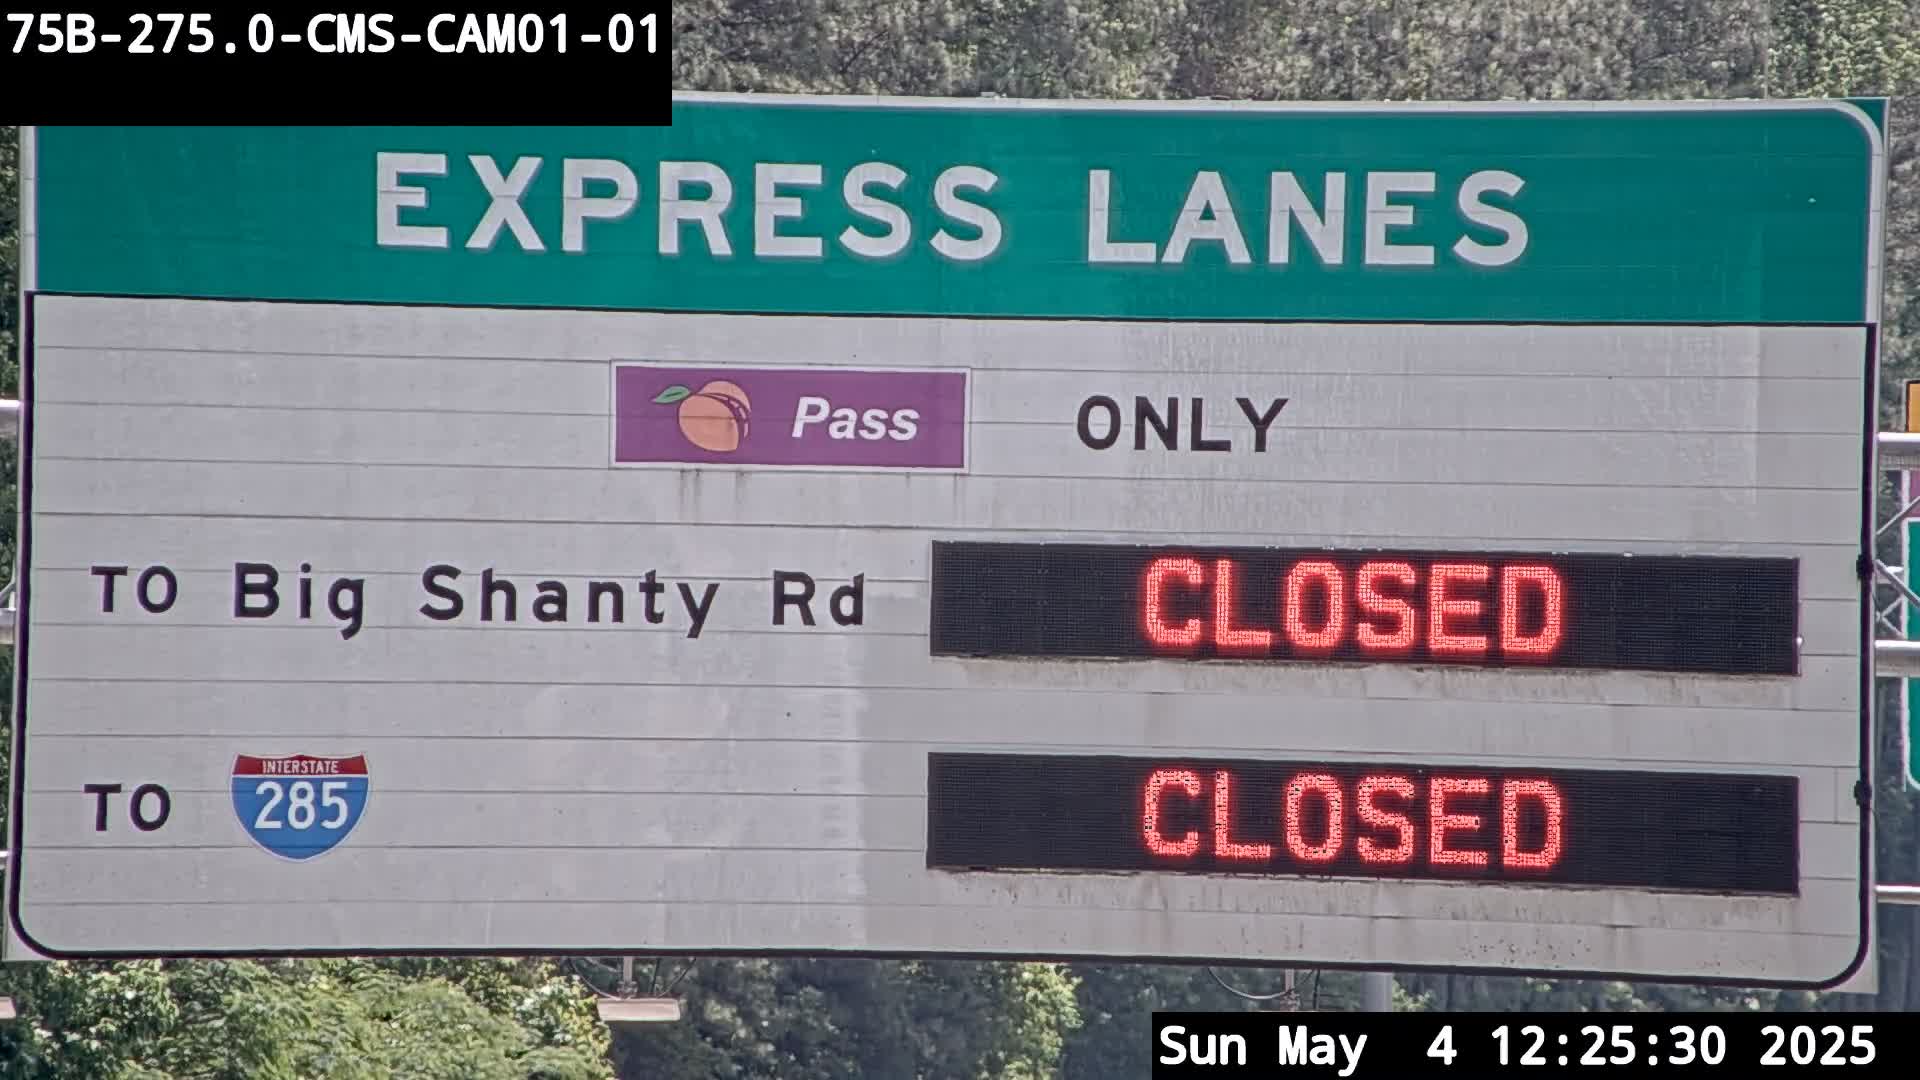 75B-275.0-CMS-CAM01-01
EXPRESS LANES
Pass ONLY
TO Big Shanty Rd CLOSED
TO INTERSTATE 285 CLOSED
Sun May 4 12:25:30 2025